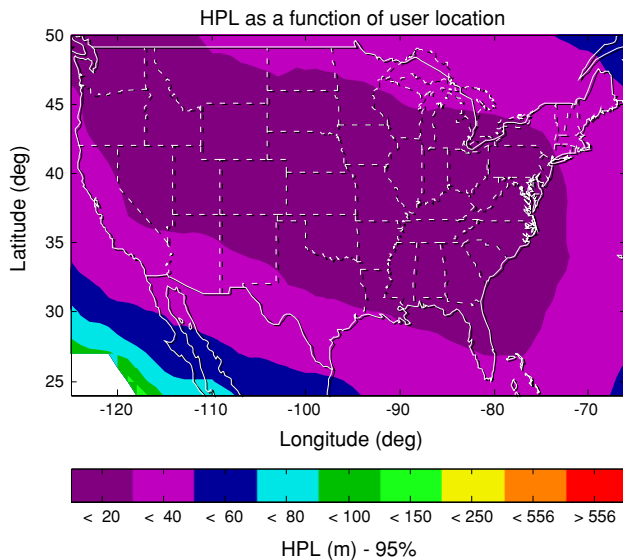 HPL as a function of user location
50
45
40
35
30
25
Latitude (deg)
-120 -110 -100 -90 -80 -70
Longitude (deg)
< 20 < 40 < 60 < 80 < 100 < 150 < 250 < 556 > 556
HPL (m) - 95%